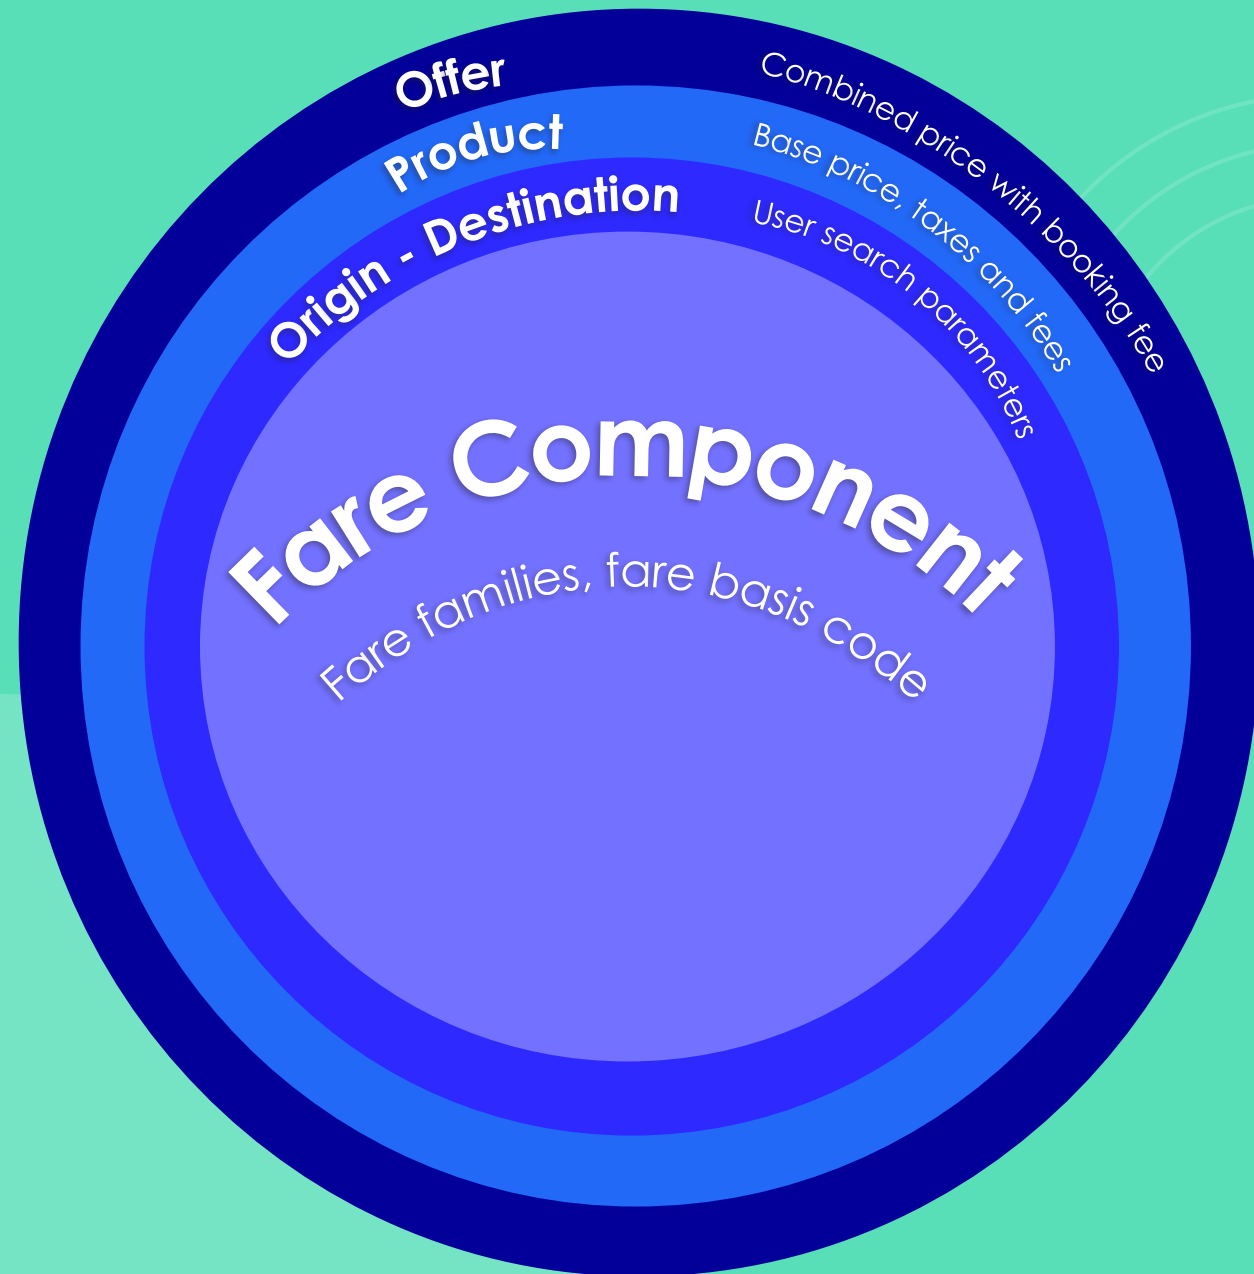 Offer
Combined price with booking fee
Product
Base price, taxes and fees
Origin - Destination
User search parameters
Fare Component
Fare families, fare basis code